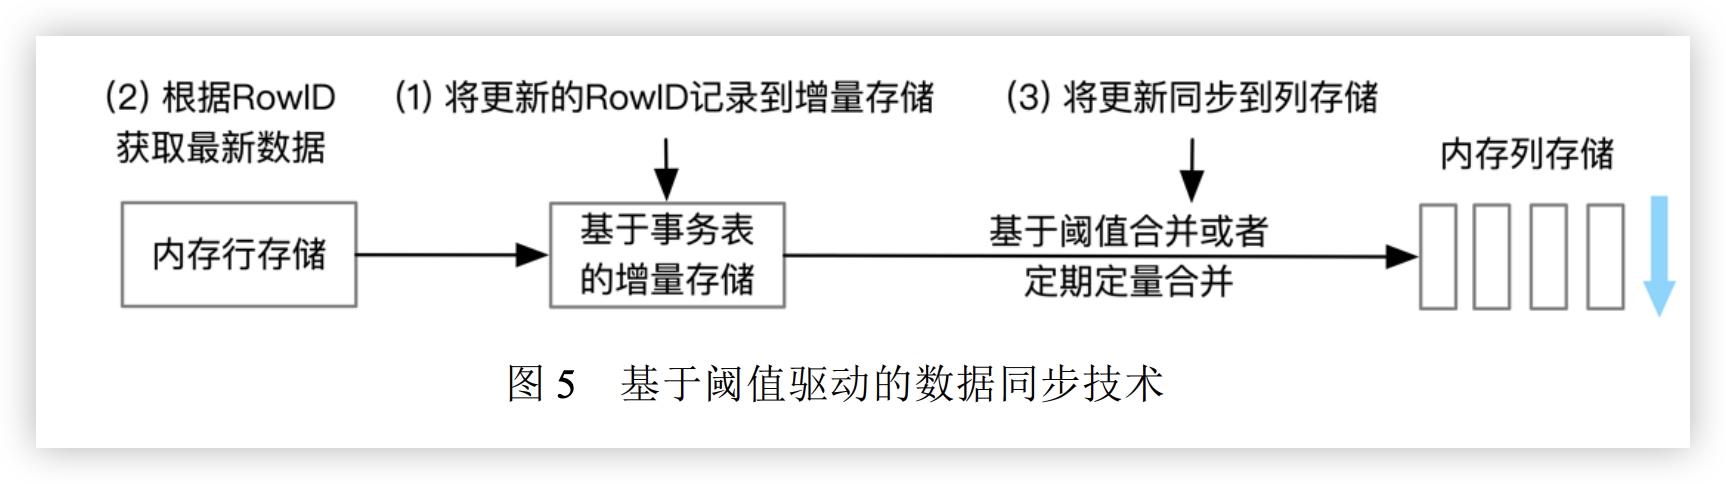 (2) 根据RowID
获取最新数据
(1) 将更新的RowID记录到增量存储
(3) 将更新同步到列存储
内存列存储
内存行存储
基于事务表
的增量存储
基于阈值合并或者
定期定量合并
图 5 基于阈值驱动的数据同步技术